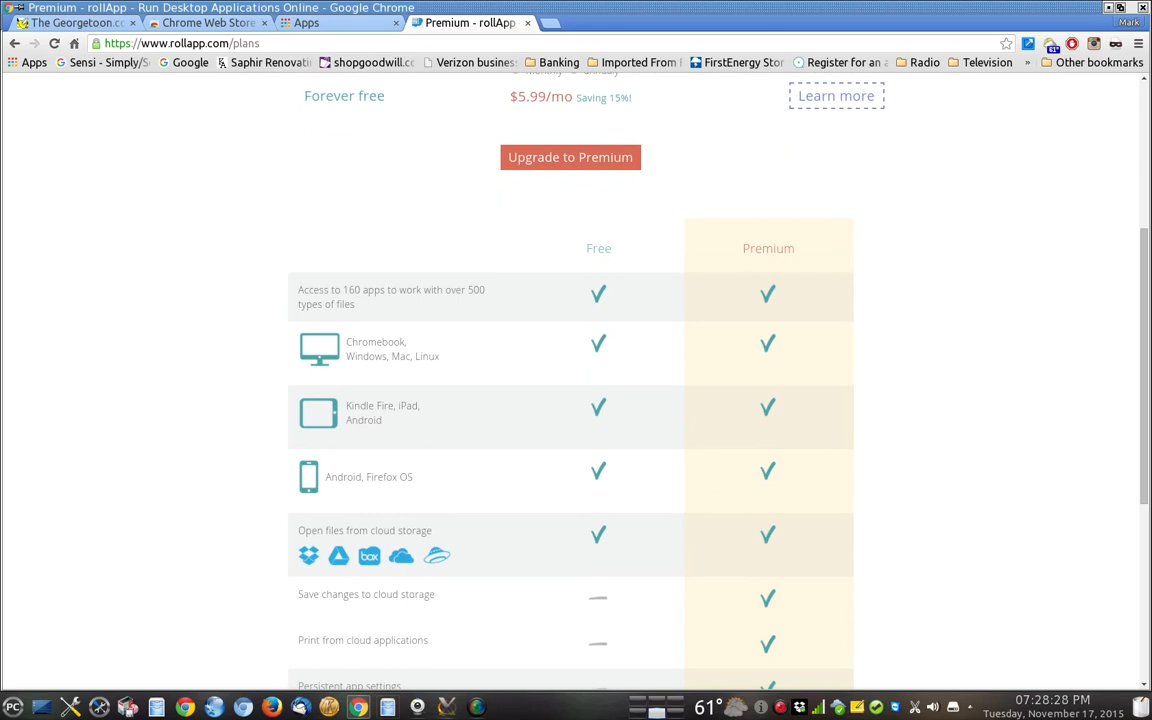 Premium - rollApp - Run Desktop Applications Online - Google Chrome
The Georgetoon.cc
Chrome Web Store
Apps
Premium - rollApp
Mark
https://www.rollapp.com/plans
Apps
Sensi - Simply/S
Google
Saphir Renovati
shopgoodwill.cc
Verizon busines
Banking
Imported From F
FirstEnergy Stor
Register for an a
Radio
Television
»
Other bookmarks
Forever free
$5.99/mo Saving 15%!
Learn more
Upgrade to Premium
Free
Premium
Access to 160 apps to work with over 500
types of files
Chromebook,
Windows, Mac, Linux
Kindle Fire, iPad,
Android
Android, Firefox OS
Open files from cloud storage
box
Save changes to cloud storage
Print from cloud applications
Persistent app settings
PC
61°
07:28:28 PM
Tuesday, November 17, 2015